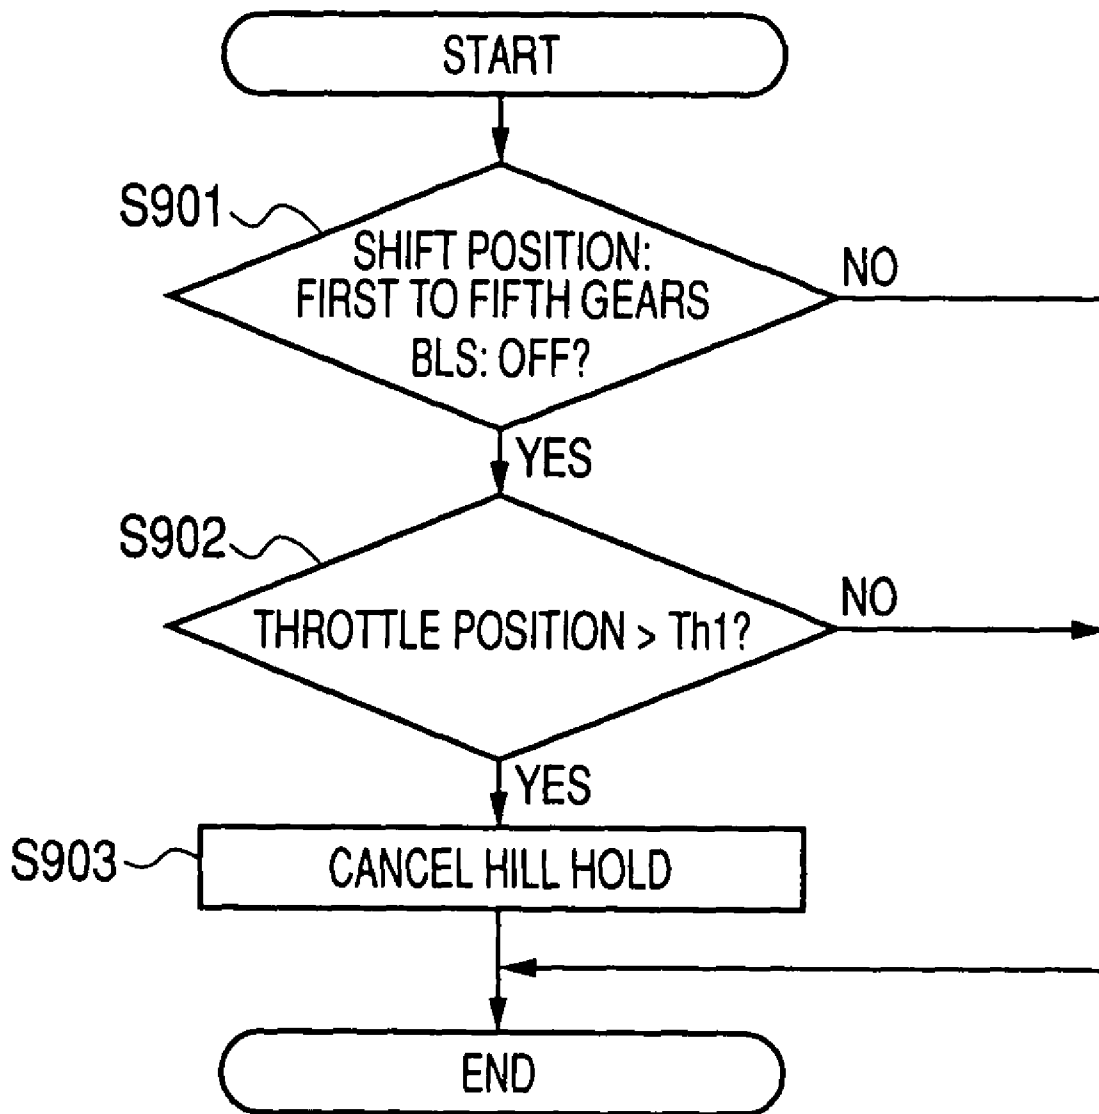 START
S901
SHIFT POSITION:
FIRST TO FIFTH GEARS
BLS: OFF?
NO
YES
S902
THROTTLE POSITION > Th1?
NO
YES
S903
CANCEL HILL HOLD
END